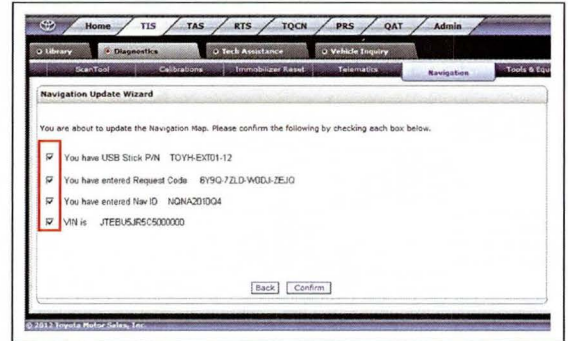 Home TIS TAS RTS TQCN PRS QAT Admin
Library Diagnostics Tech Assistance Vehicle Inquiry
ScanTool Calibrations Immobilizer Reset Telematics Navigation Tools & Equ
Navigation Update Wizard
You are about to update the Navigation Map. Please confirm the following by checking each box below.
You have USB Stick P/N TOYH-EXT01-12
You have entered Request Code 6Y9Q-7ZLD-W0DJ-ZEJQ
You have entered Nav ID NQNA2010Q4
VIN is JTEBU5JR5C5000000
Back Confirm
© 2012 Toyota Motor Sales, Inc.